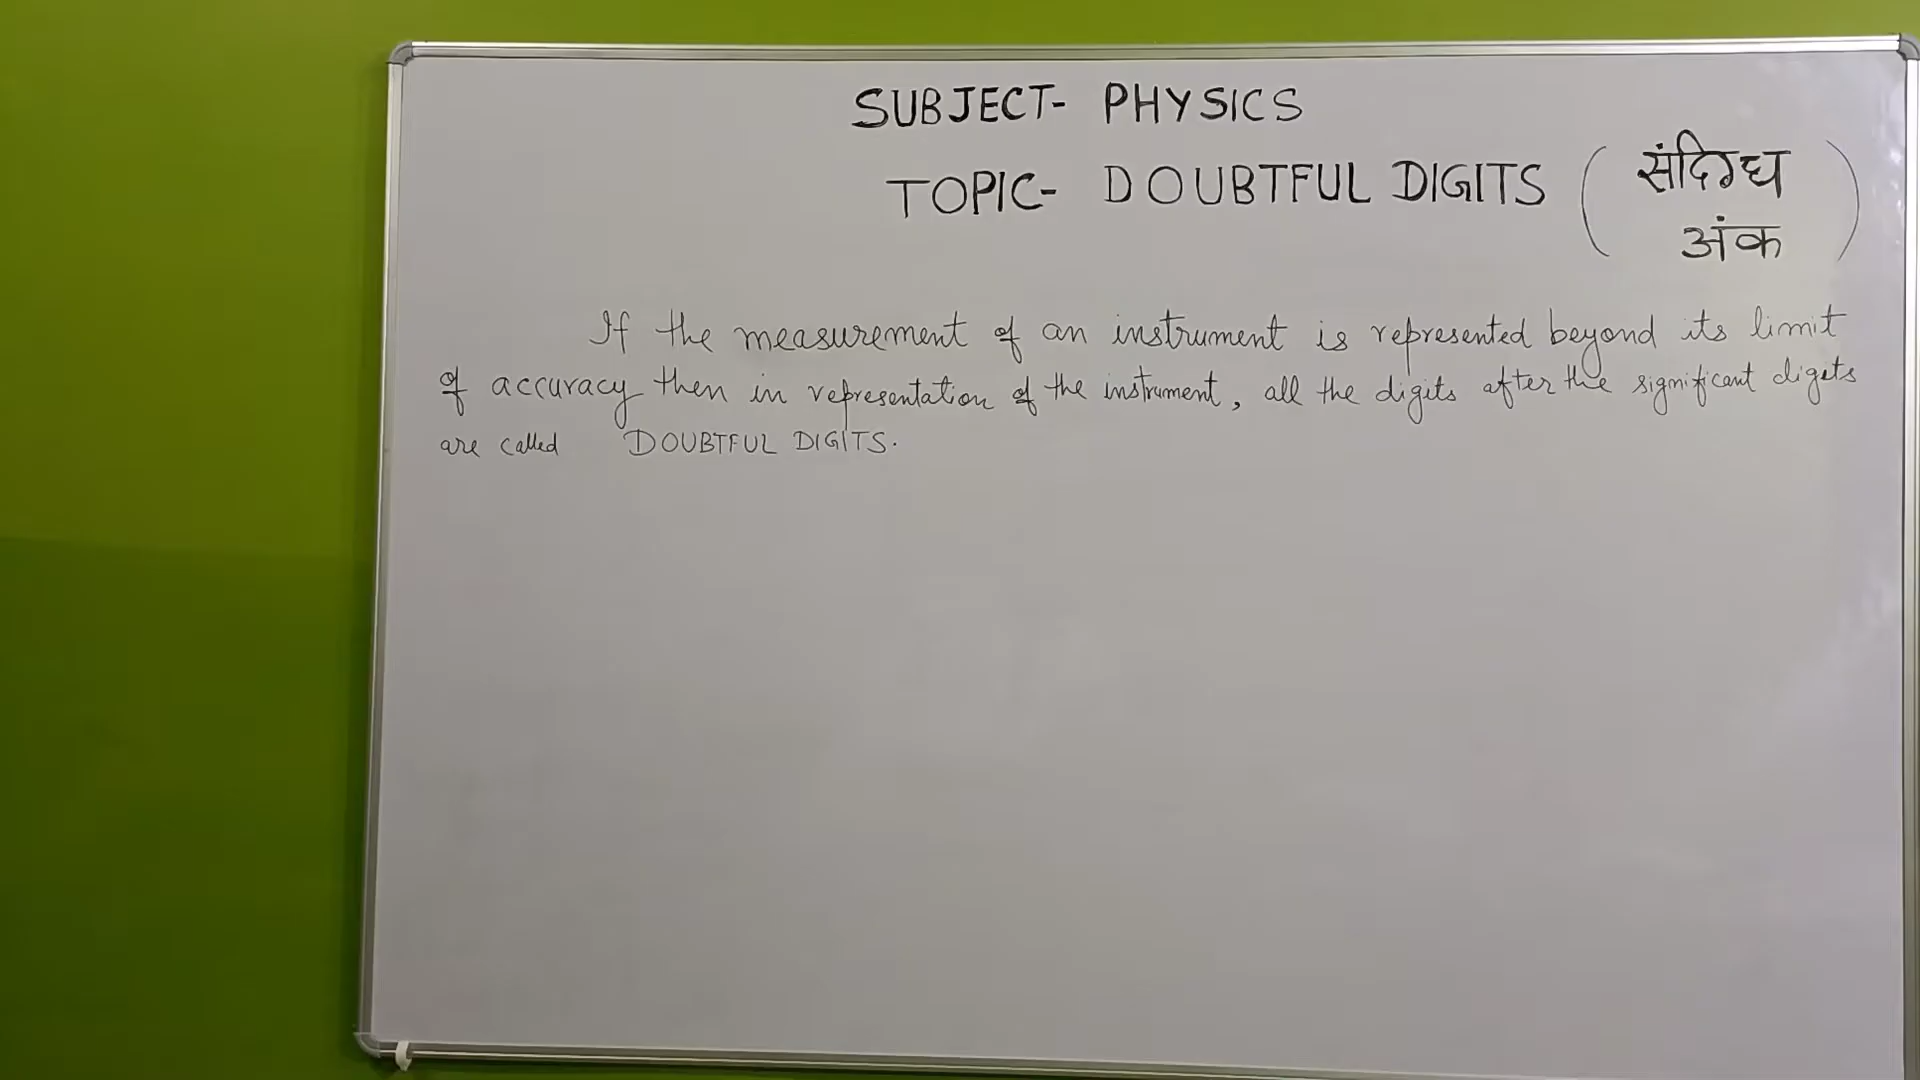 SUBJECT- PHYSICS
TOPIC- DOUBTFUL DIGITS (संदिग्ध
अंक)
If the measurement of an instrument is represented beyond its limit
of accuracy then in representation of the instrument, all the digits after the significant digits
are called DOUBTFUL DIGITS.